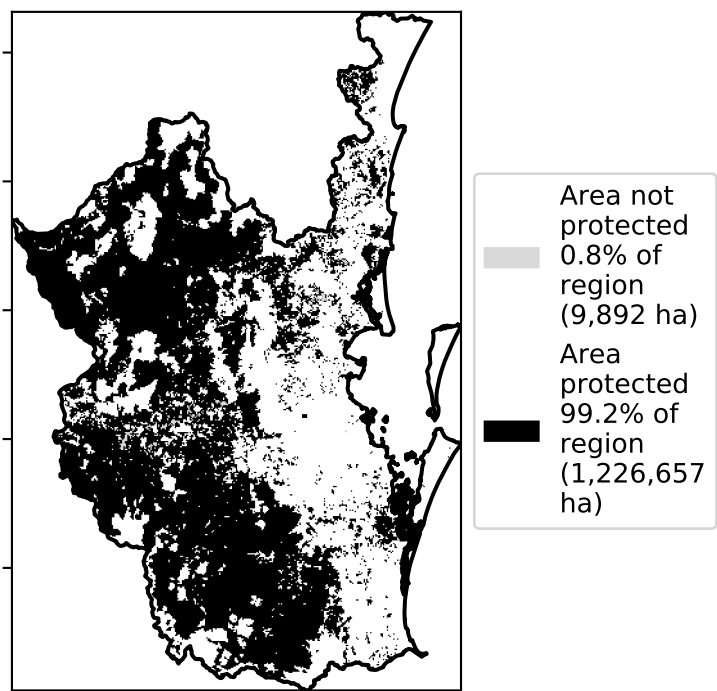 Area not
protected
0.8% of
region
(9,892 ha)
Area
protected
99.2% of
region
(1,226,657
ha)